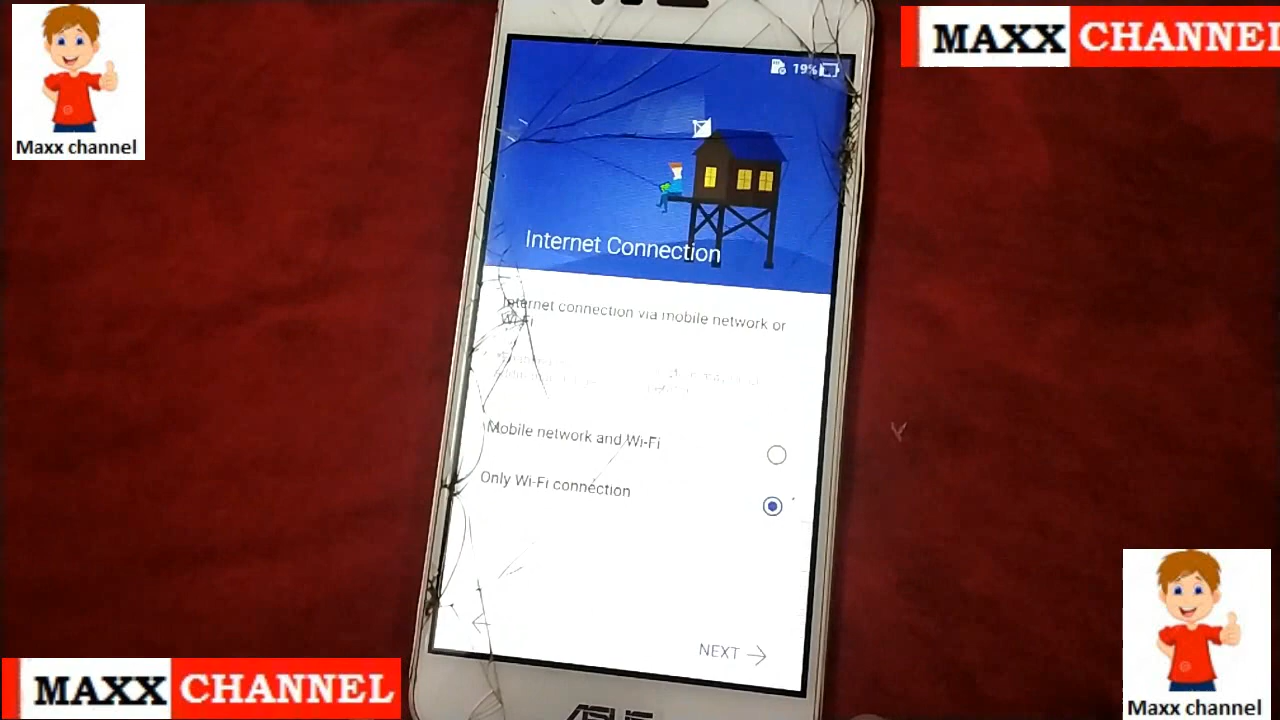 MAXX CHANNEL
Maxx channel
19%
Internet Connection
Internet connection via mobile network or
Wi-Fi
Mobile network and Wi-Fi
Only Wi-Fi connection
NEXT
ASUS
MAXX CHANNEL
Maxx channel